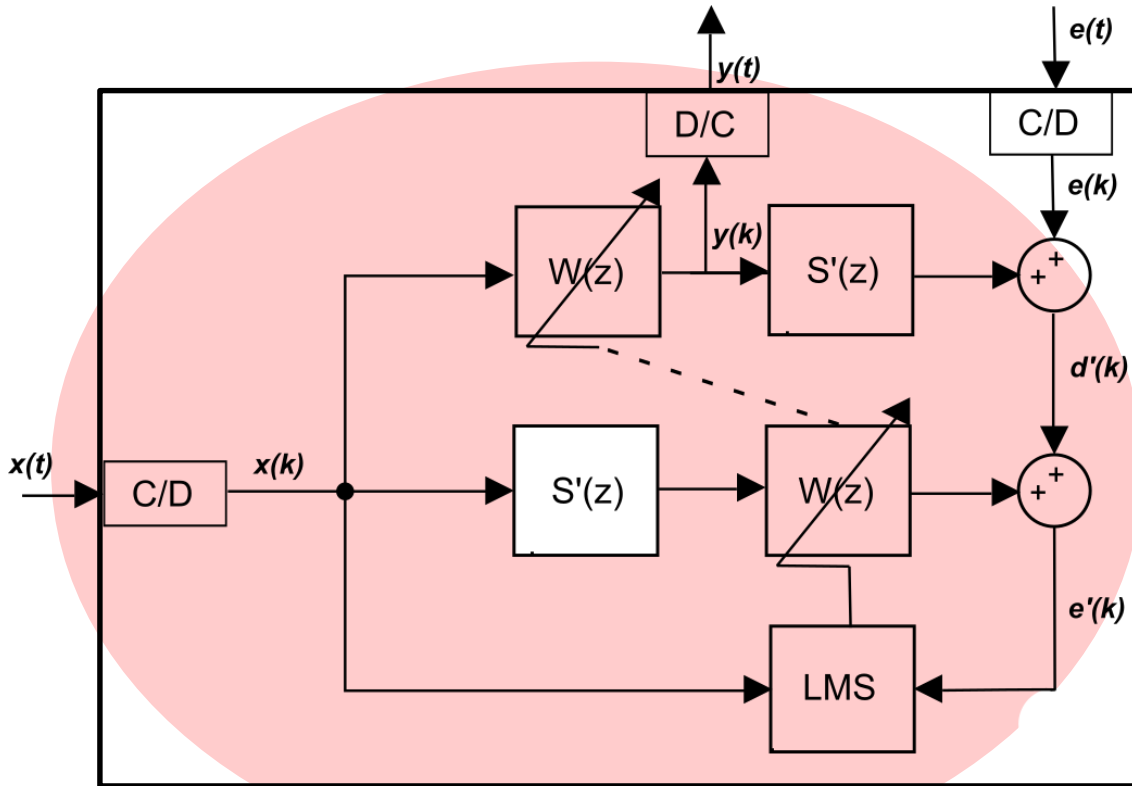 y(t)
e(t)
D/C
C/D
e(k)
W(z)
y(k)
S'(z)
+
+
d'(k)
x(t)
C/D
x(k)
S'(z)
W(z)
+
+
e'(k)
LMS